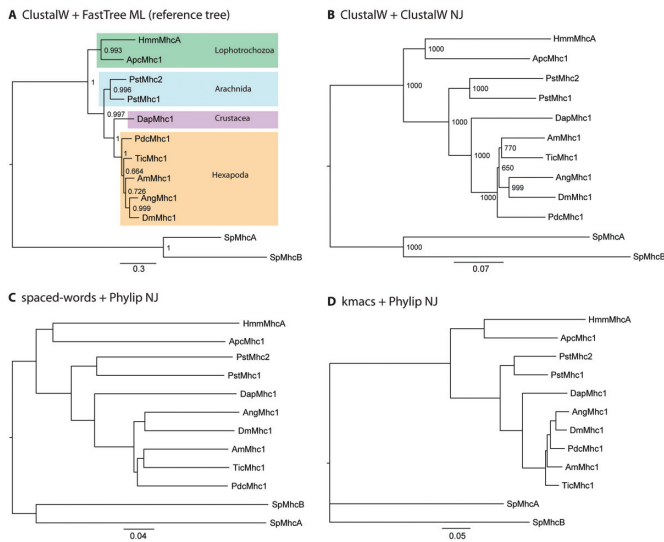 A ClustalW + FastTree ML (reference tree)
HmmMhcA
0.993
Lophotrochozoa
ApcMhc1
1
PstMhc2
0.996
Arachnida
PstMhc1
0.997
DapMhc1
Crustacea
1
PdcMhc1
1
TicMhc1
0.664
AmMhc1
Hexapoda
0.726
AngMhc1
0.999
DmMhc1
SpMhcA
1
SpMhcB
0.3
B ClustalW + ClustalW NJ
HmmMhcA
1000
ApcMhc1
1000
PstMhc2
1000
PstMhc1
1000
DapMhc1
1000
AmMhc1
770
TicMhc1
650
AngMhc1
999
DmMhc1
1000
PdcMhc1
SpMhcA
1000
SpMhcB
0.07
C spaced-words + Phylip NJ
HmmMhcA
ApcMhc1
PstMhc2
PstMhc1
DapMhc1
AngMhc1
DmMhc1
AmMhc1
TicMhc1
PdcMhc1
SpMhcB
SpMhcA
0.04
D kmacs + Phylip NJ
HmmMhcA
ApcMhc1
PstMhc2
PstMhc1
DapMhc1
AngMhc1
DmMhc1
PdcMhc1
AmMhc1
TicMhc1
SpMhcA
SpMhcB
0.05